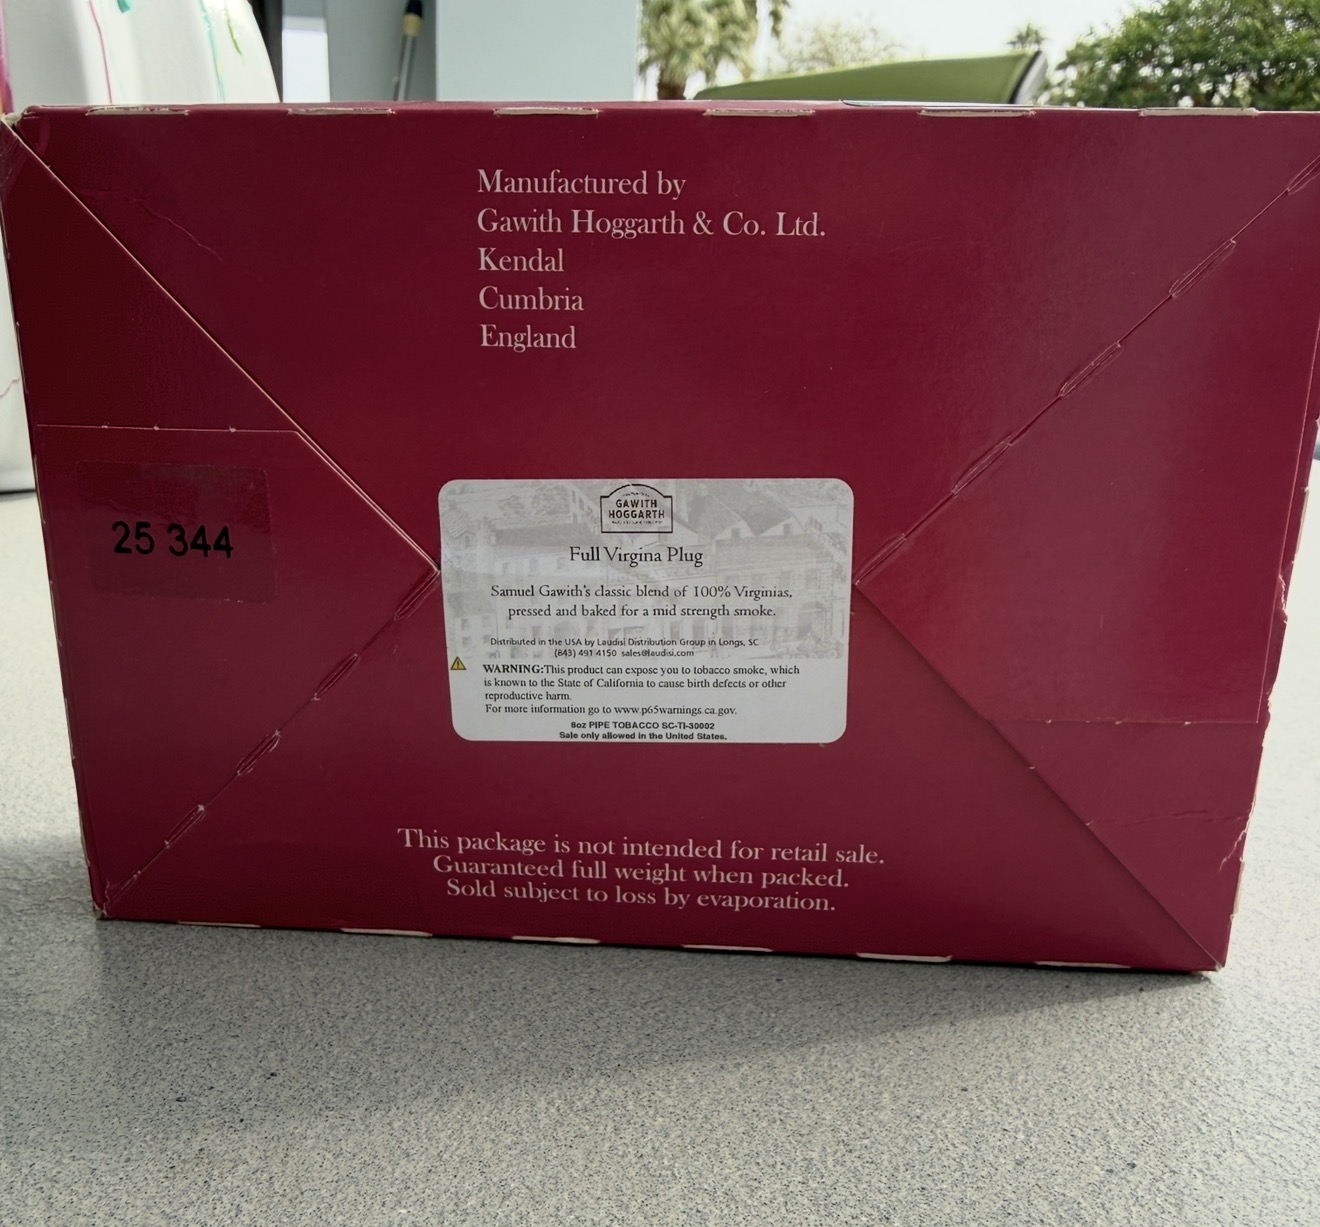 Manufactured by
Gawith Hoggarth & Co. Ltd.
Kendal
Cumbria
England
25 344
GAWITH
HOGGARTH
Full Virgina Plug
Samuel Gawith's classic blend of 100% Virginias,
pressed and baked for a mid strength smoke.
Distributed in the USA by Laudisi Distribution Group in Longs, SC
(843) 491 4150 sales@laudisi.com
WARNING:This product can expose you to tobacco smoke, which
is known to the State of California to cause birth defects or other
reproductive harm.
For more information go to www.p65warnings.ca.gov.
8oz PIPE TOBACCO SC-TI-30002
Sale only allowed in the United States.
This package is not intended for retail sale.
Guaranteed full weight when packed.
Sold subject to loss by evaporation.